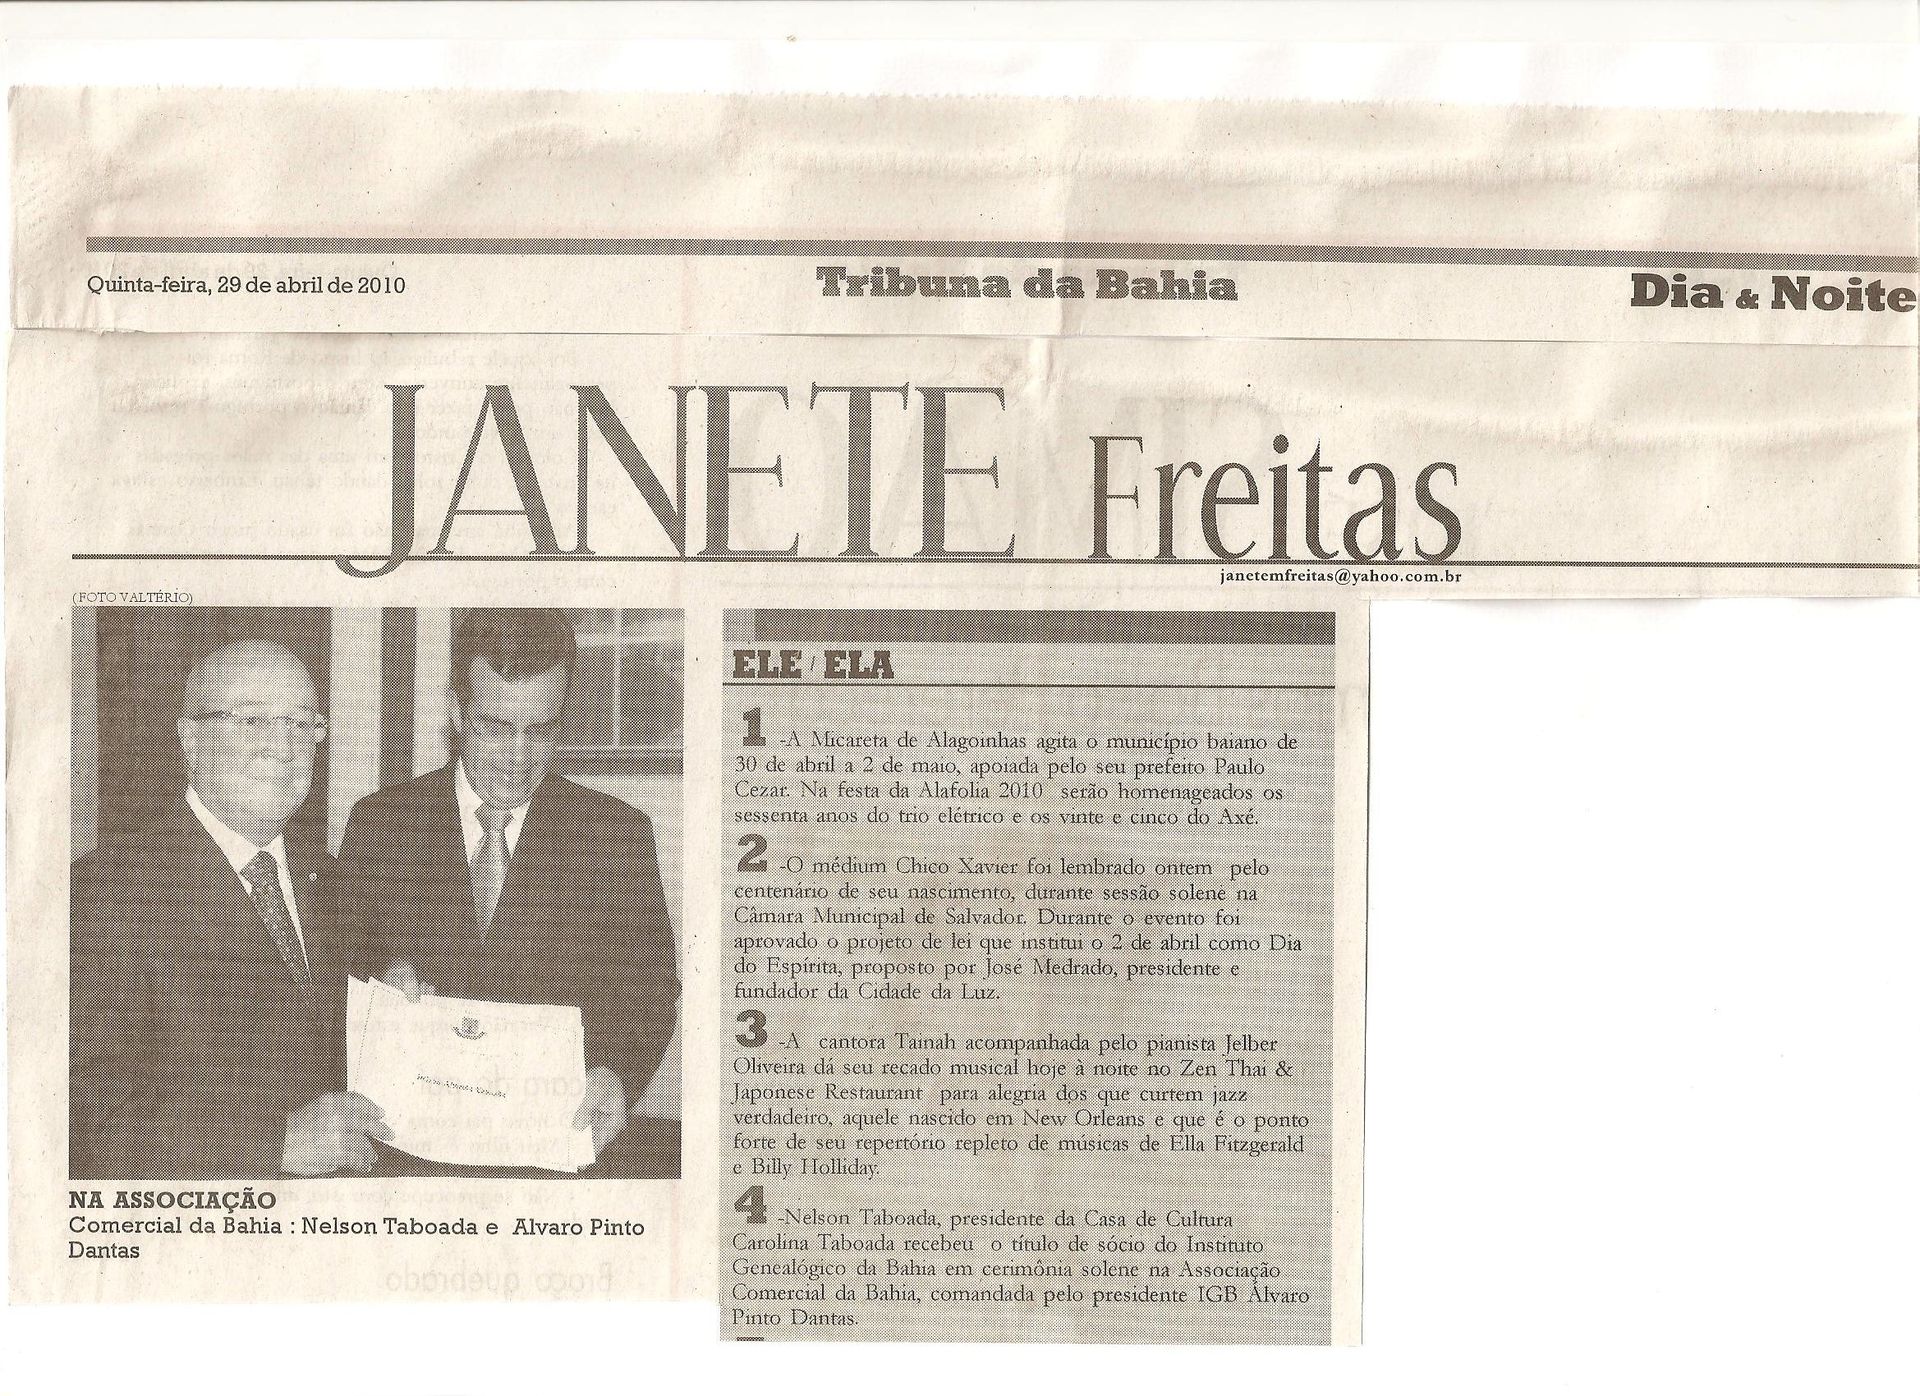 Quinta-feira, 29 de abril de 2010
Tribuna da Bahia
Dia & Noite
JANETE Freitas
janetemfreitas@yahoo.com.br
(FOTO VALTÉRIO)
NA ASSOCIAÇÃO
Comercial da Bahia : Nelson Taboada e Alvaro Pinto
Dantas
ELE / ELA
1 -A Micareta de Alagoinhas agita o município baiano de
30 de abril a 2 de maio, apoiada pelo seu prefeito Paulo
Cezar. Na festa da Alafolia 2010 serão homenageados os
sessenta anos do trio elétrico e os vinte e cinco do Axé.
2 -O médium Chico Xavier foi lembrado ontem pelo
centenário de seu nascimento, durante sessão solene na
Câmara Municipal de Salvador. Durante o evento foi
aprovado o projeto de lei que institui o 2 de abril como Dia
do Espírita, proposto por José Medrado, presidente e
fundador da Cidade da Luz.
3 -A cantora Tainah acompanhada pelo pianista Jelber
Oliveira dá seu recado musical hoje à noite no Zen Thai &
Japonese Restaurant para alegria dos que curtem jazz
verdadeiro, aquele nascido em New Orleans e que é o ponto
forte de seu repertório repleto de músicas de Ella Fitzgerald
e Billy Holliday.
4 -Nelson Taboada, presidente da Casa de Cultura
Carolina Taboada recebeu o título de sócio do Instituto
Genealógico da Bahia em cerimônia solene na Associação
Comercial da Bahia, comandada pelo presidente IGB Álvaro
Pinto Dantas.